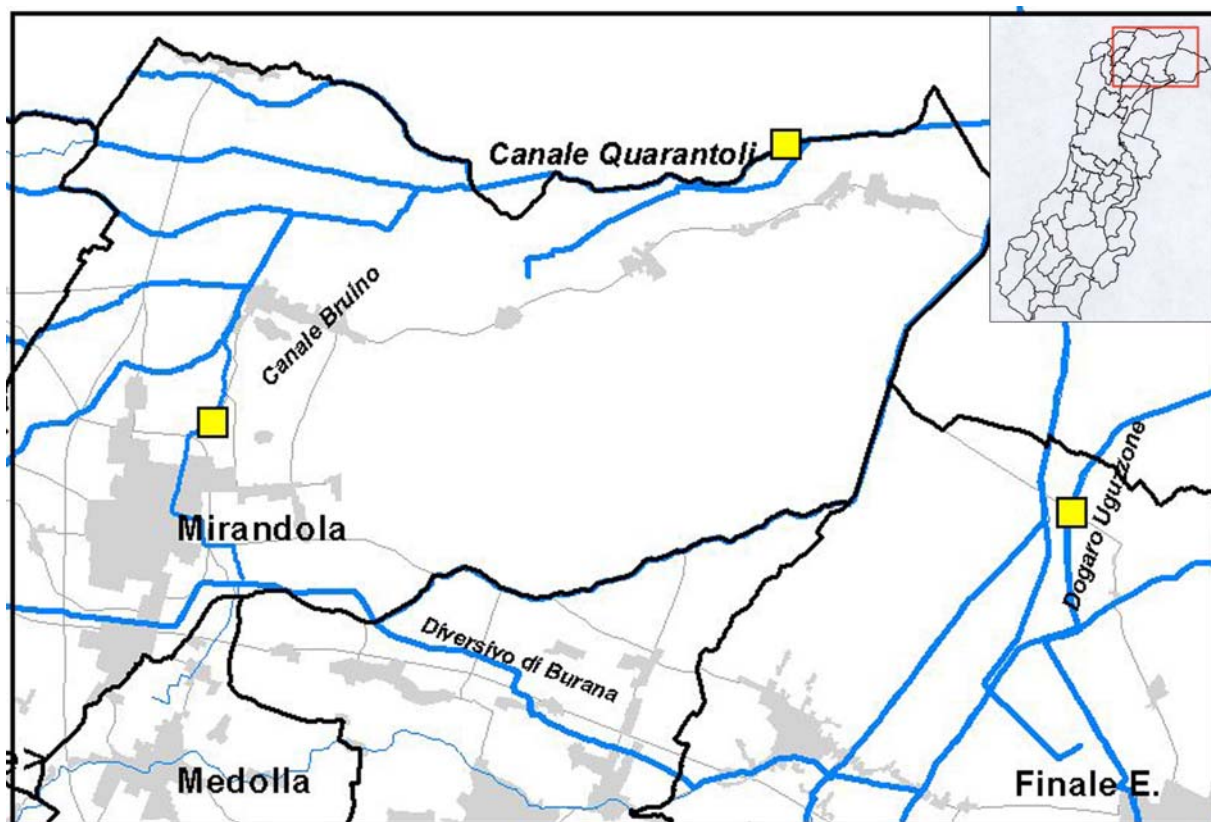 Canale Quarantoli
Canale Bruino
Dogaro Uguzzone
Mirandola
Diversivo di Burana
Medolla
Finale E.